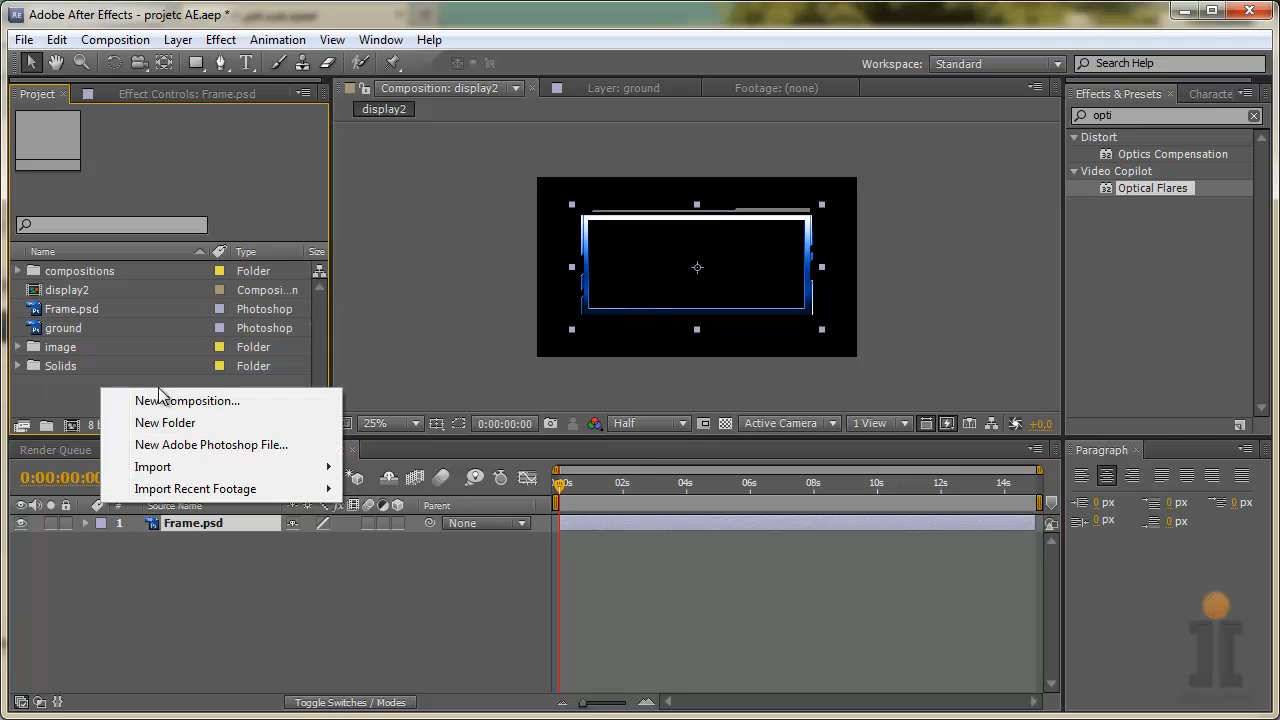 Adobe After Effects - projetc AE.aep *
File Edit Composition Layer Effect Animation View Window Help
Workspace: Standard Search Help
Project Effect Controls: Frame.psd Composition: display2 Layer: ground Footage: (none) Effects & Presets Characte
display2
opti
Distort
Optics Compensation
Video Copilot
Optical Flares
Name Type Size
compositions Folder
display2 Composi...n
Frame.psd Photoshop
ground Photoshop
image Folder
Solids Folder
New Composition...
New Folder
New Adobe Photoshop File...
Import
Import Recent Footage
8 b
25% 0:00:00:00 Half Active Camera 1 View +0,0
Render Queue
0:00:00:0
Paragraph
00s 02s 04s 06s 08s 10s 12s 14s
# Source Name fx Parent
1 Frame.psd None
0 px 0 px 0 px
0 px 0 px
Toggle Switches / Modes